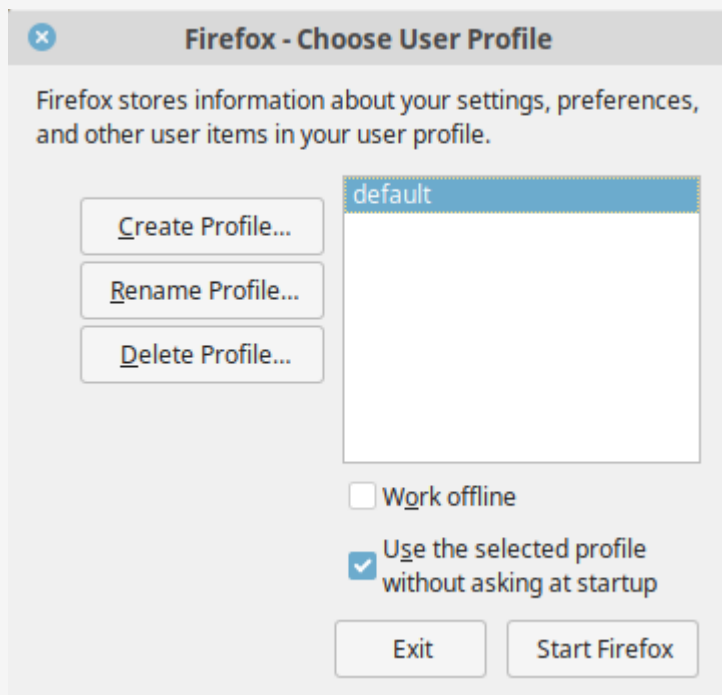 Firefox - Choose User Profile
Firefox stores information about your settings, preferences,
and other user items in your user profile.
Create Profile...
Rename Profile...
Delete Profile...
default
Work offline
Use the selected profile
without asking at startup
Exit
Start Firefox